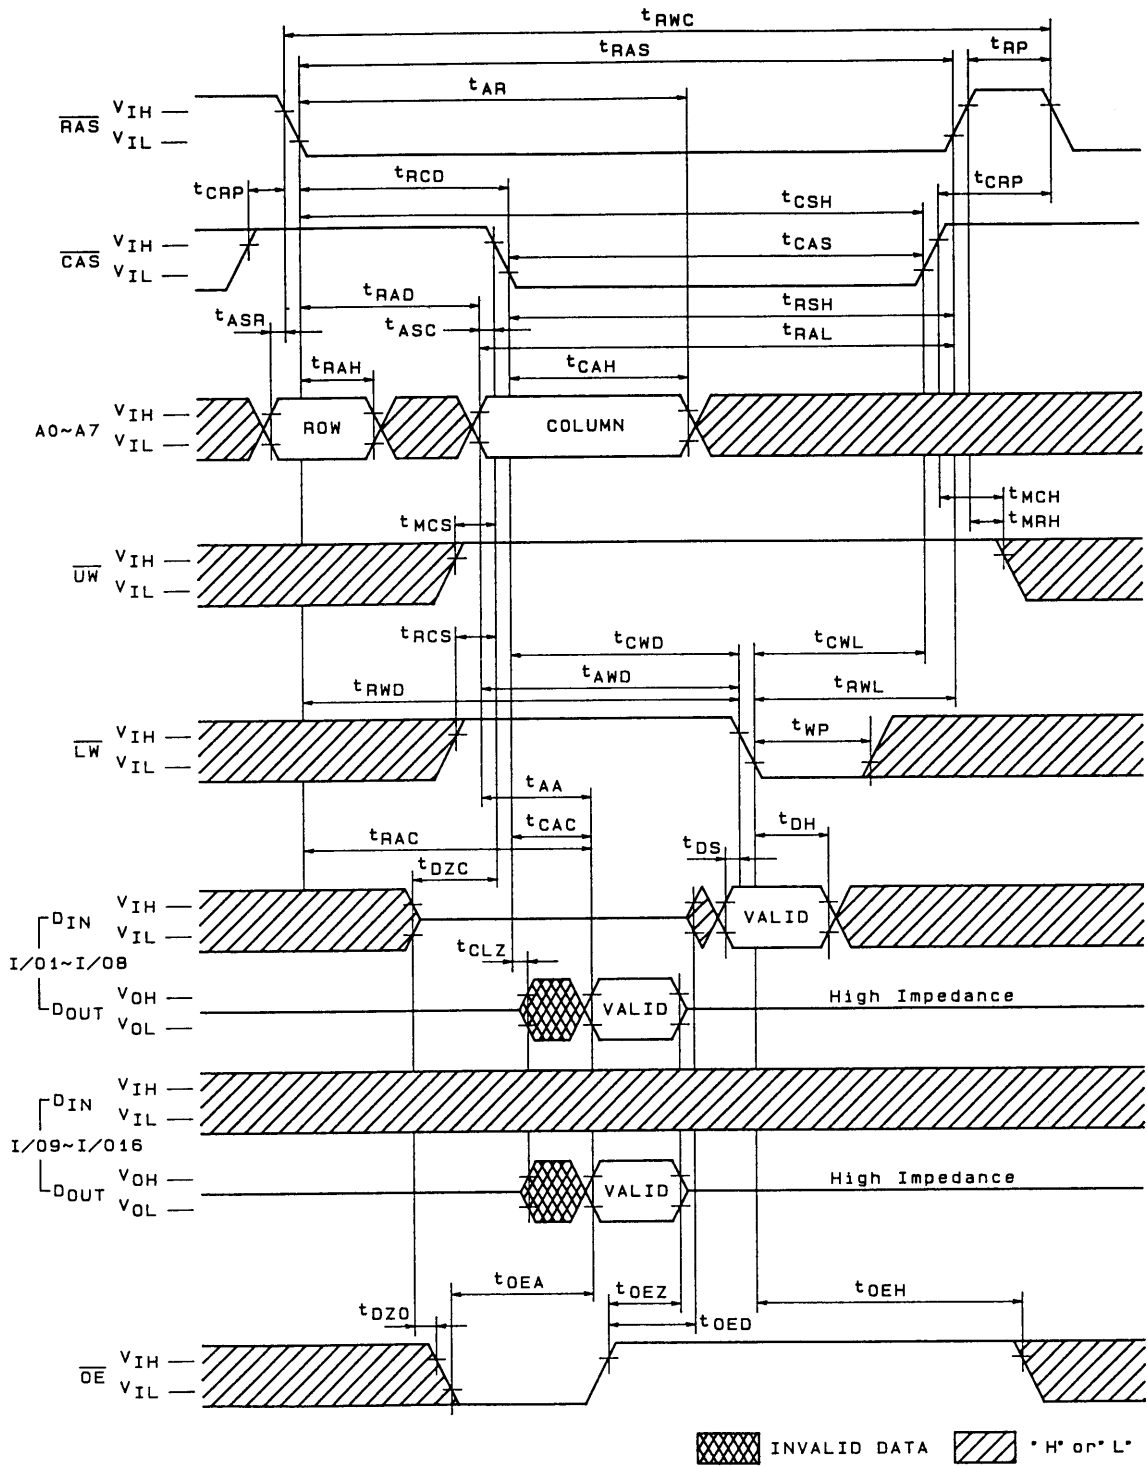 tRWC
tRAS
tRP
tAR
RAS VIH
VIL
tCRP
tRCD
tCSH
tCRP
CAS VIH
VIL
tCAS
tRAD
tRSH
tASR
tASC
tRAL
tRAH
tCAH
A0~A7 VIH
VIL
ROW
COLUMN
tMCH
tMCS
tMRH
UW VIH
VIL
tRCS
tCWD
tCWL
tAWD
tRWD
tRWL
LW VIH
VIL
tWP
tAA
tCAC
tDH
tRAC
tDS
tDZC
DIN VIH
VIL
VALID
I/O1~I/O8
tCLZ
DOUT VOH
VOL
VALID
High Impedance
DIN VIH
VIL
I/O9~I/O16
DOUT VOH
VOL
VALID
High Impedance
tOEA
tOEZ
tOEH
tDZO
tOED
OE VIH
VIL
INVALID DATA
"H" or "L"